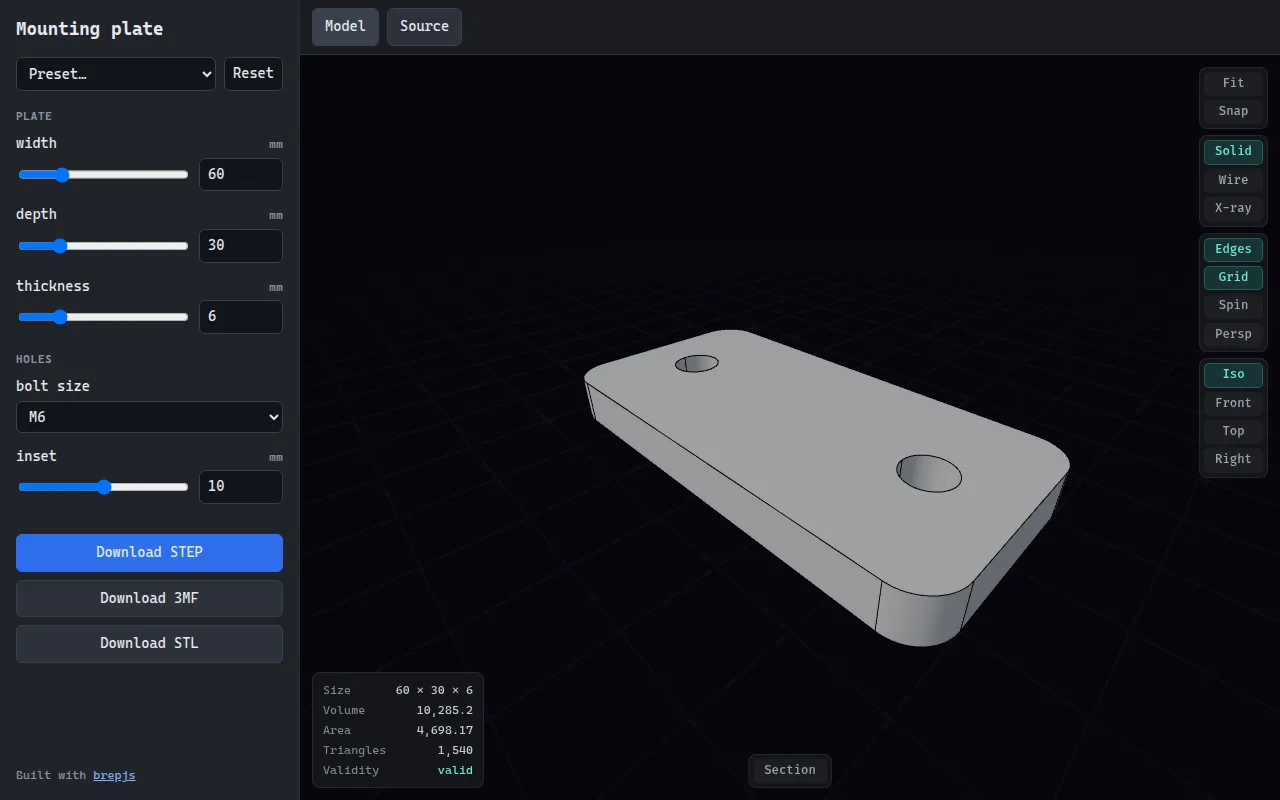 Mounting plate
Preset…
Reset
PLATE
width mm
60
depth mm
30
thickness mm
6
HOLES
bolt size
M6
inset mm
10
Download STEP
Download 3MF
Download STL
Built with brepjs
Model Source
Fit
Snap
Solid
Wire
X-ray
Edges
Grid
Spin
Persp
Iso
Front
Top
Right
Size 60 × 30 × 6
Volume 10,285.2
Area 4,698.17
Triangles 1,540
Validity valid
Section